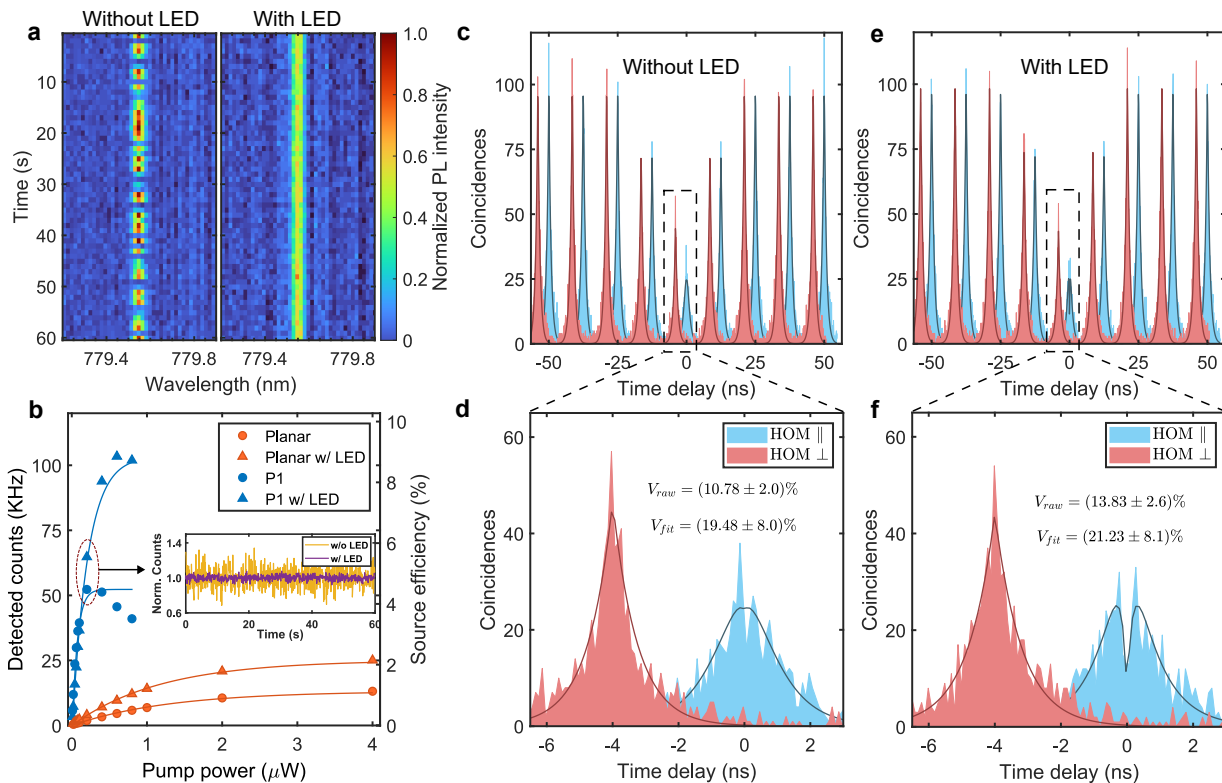 a
Without LED
With LED
1.0
0.8
0.6
0.4
0.2
0
Normalized PL intensity
10
20
30
40
50
60
Time (s)
779.4
779.8
779.4
779.8
Wavelength (nm)
b
Planar
Planar w/ LED
P1
P1 w/ LED
100
75
50
25
0
Detected counts (KHz)
10
8
6
4
2
0
Source efficiency (%)
0
1
2
3
4
Pump power (μW)
w/o LED
w/ LED
1.4
1.0
0.6
Norm. Counts
0
20
40
60
Time (s)
c
Without LED
100
75
50
25
0
Coincidences
-50
-25
0
25
50
Time delay (ns)
d
HOM ∥
HOM ⊥
V_raw = (10.78 ± 2.0)%
V_fit = (19.48 ± 8.0)%
60
40
20
0
Coincidences
-6
-4
-2
0
2
Time delay (ns)
e
With LED
100
75
50
25
0
Coincidences
-50
-25
0
25
50
Time delay (ns)
f
HOM ∥
HOM ⊥
V_raw = (13.83 ± 2.6)%
V_fit = (21.23 ± 8.1)%
60
40
20
0
Coincidences
-6
-4
-2
0
2
Time delay (ns)